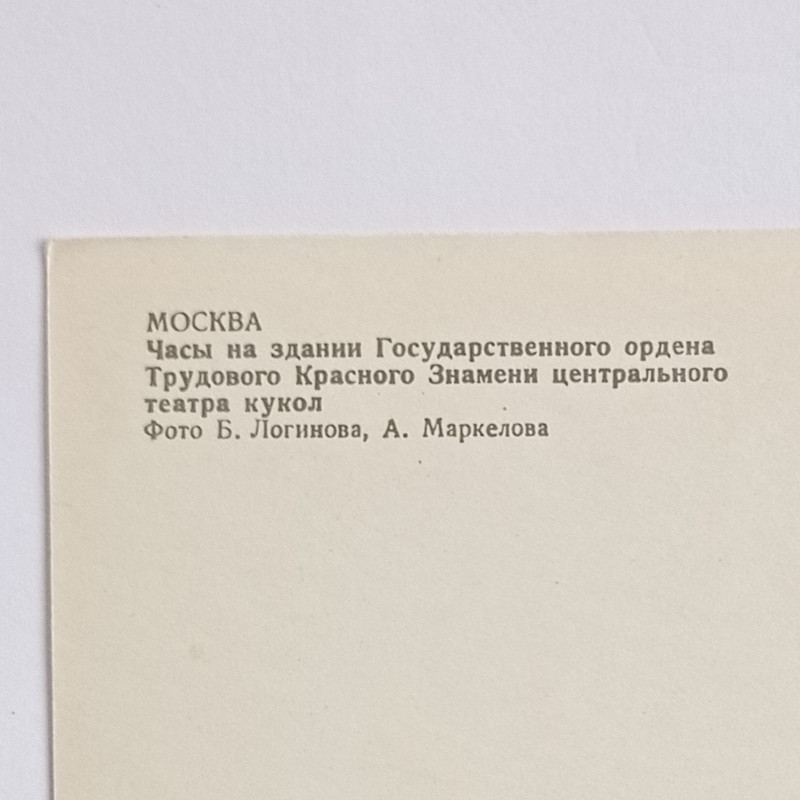 МОСКВА
Часы на здании Государственного ордена
Трудового Красного Знамени центрального
театра кукол
Фото Б. Логинова, А. Маркелова